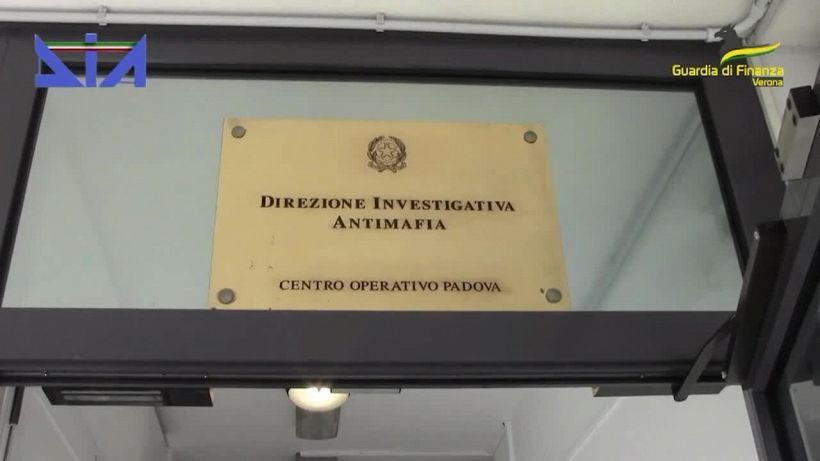 DIA
Guardia di Finanza
Verona
DIREZIONE INVESTIGATIVA
ANTIMAFIA
CENTRO OPERATIVO PADOVA